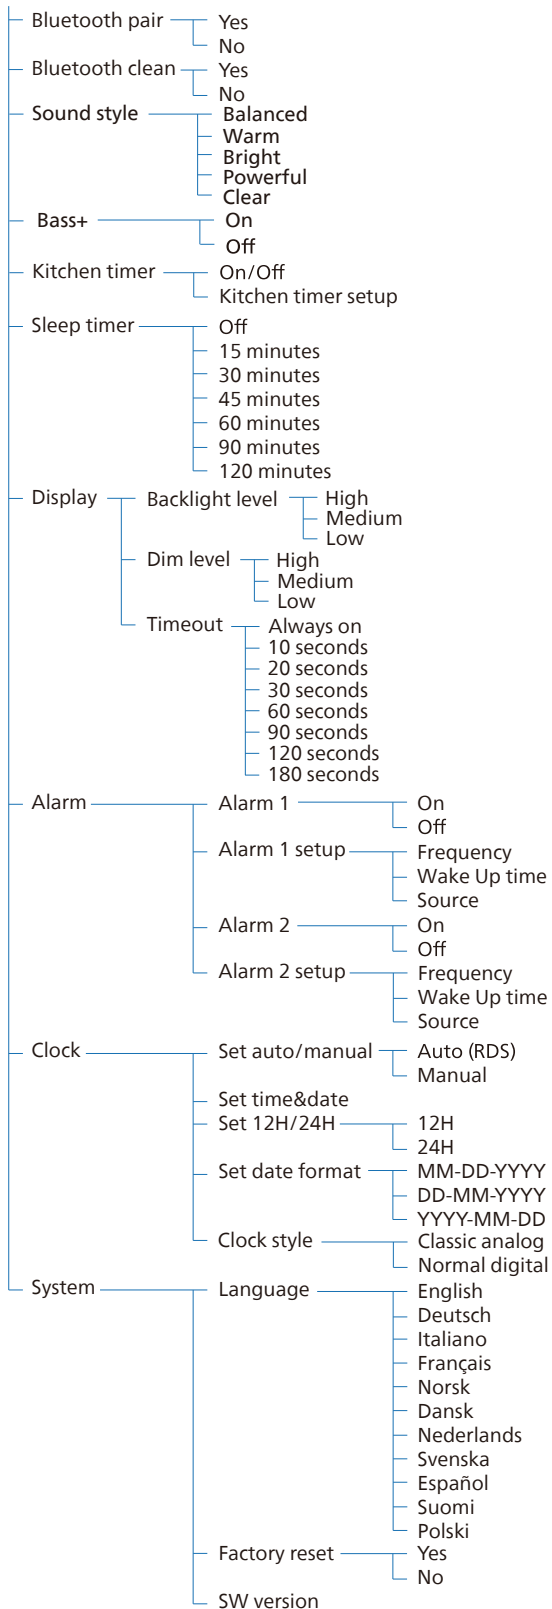 Bluetooth pair
Yes
No
Bluetooth clean
Yes
No
Sound style
Balanced
Warm
Bright
Powerful
Clear
Bass+
On
Off
Kitchen timer
On/Off
Kitchen timer setup
Sleep timer
Off
15 minutes
30 minutes
45 minutes
60 minutes
90 minutes
120 minutes
Display
Backlight level
High
Medium
Low
Dim level
High
Medium
Low
Timeout
Always on
10 seconds
20 seconds
30 seconds
60 seconds
90 seconds
120 seconds
180 seconds
Alarm
Alarm 1
On
Off
Alarm 1 setup
Frequency
Wake Up time
Source
Alarm 2
On
Off
Alarm 2 setup
Frequency
Wake Up time
Source
Clock
Set auto/manual
Auto (RDS)
Manual
Set time&date
Set 12H/24H
12H
24H
Set date format
MM-DD-YYYY
DD-MM-YYYY
YYYY-MM-DD
Clock style
Classic analog
Normal digital
System
Language
English
Deutsch
Italiano
Français
Norsk
Dansk
Nederlands
Svenska
Español
Suomi
Polski
Factory reset
Yes
No
SW version